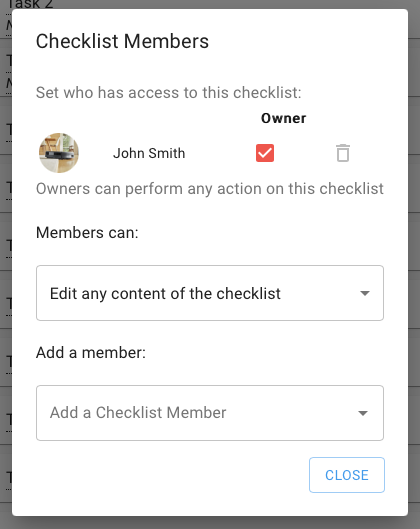 Task 2
Checklist Members
Set who has access to this checklist:
Owner
John Smith
Owners can perform any action on this checklist
Members can:
Edit any content of the checklist
Add a member:
Add a Checklist Member
CLOSE